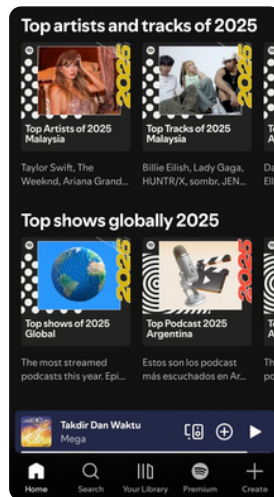 Top artists and tracks of 2025
2025
Top Artists of 2025
Malaysia
Taylor Swift, The
Weeknd, Ariana Grand...
2025
Top Tracks of 2025
Malaysia
Billie Eilish, Lady Gaga,
HUNTR/X, sombr, JEN...
Top shows globally 2025
2025
Top shows of 2025
Global
The most streamed
podcasts this year. Epi...
2025
Top Podcast 2025
Argentina
Estos son los podcast
más escuchados en Ar...
Takdir Dan Waktu
Mega
Home
Search
Your Library
Premium
Create